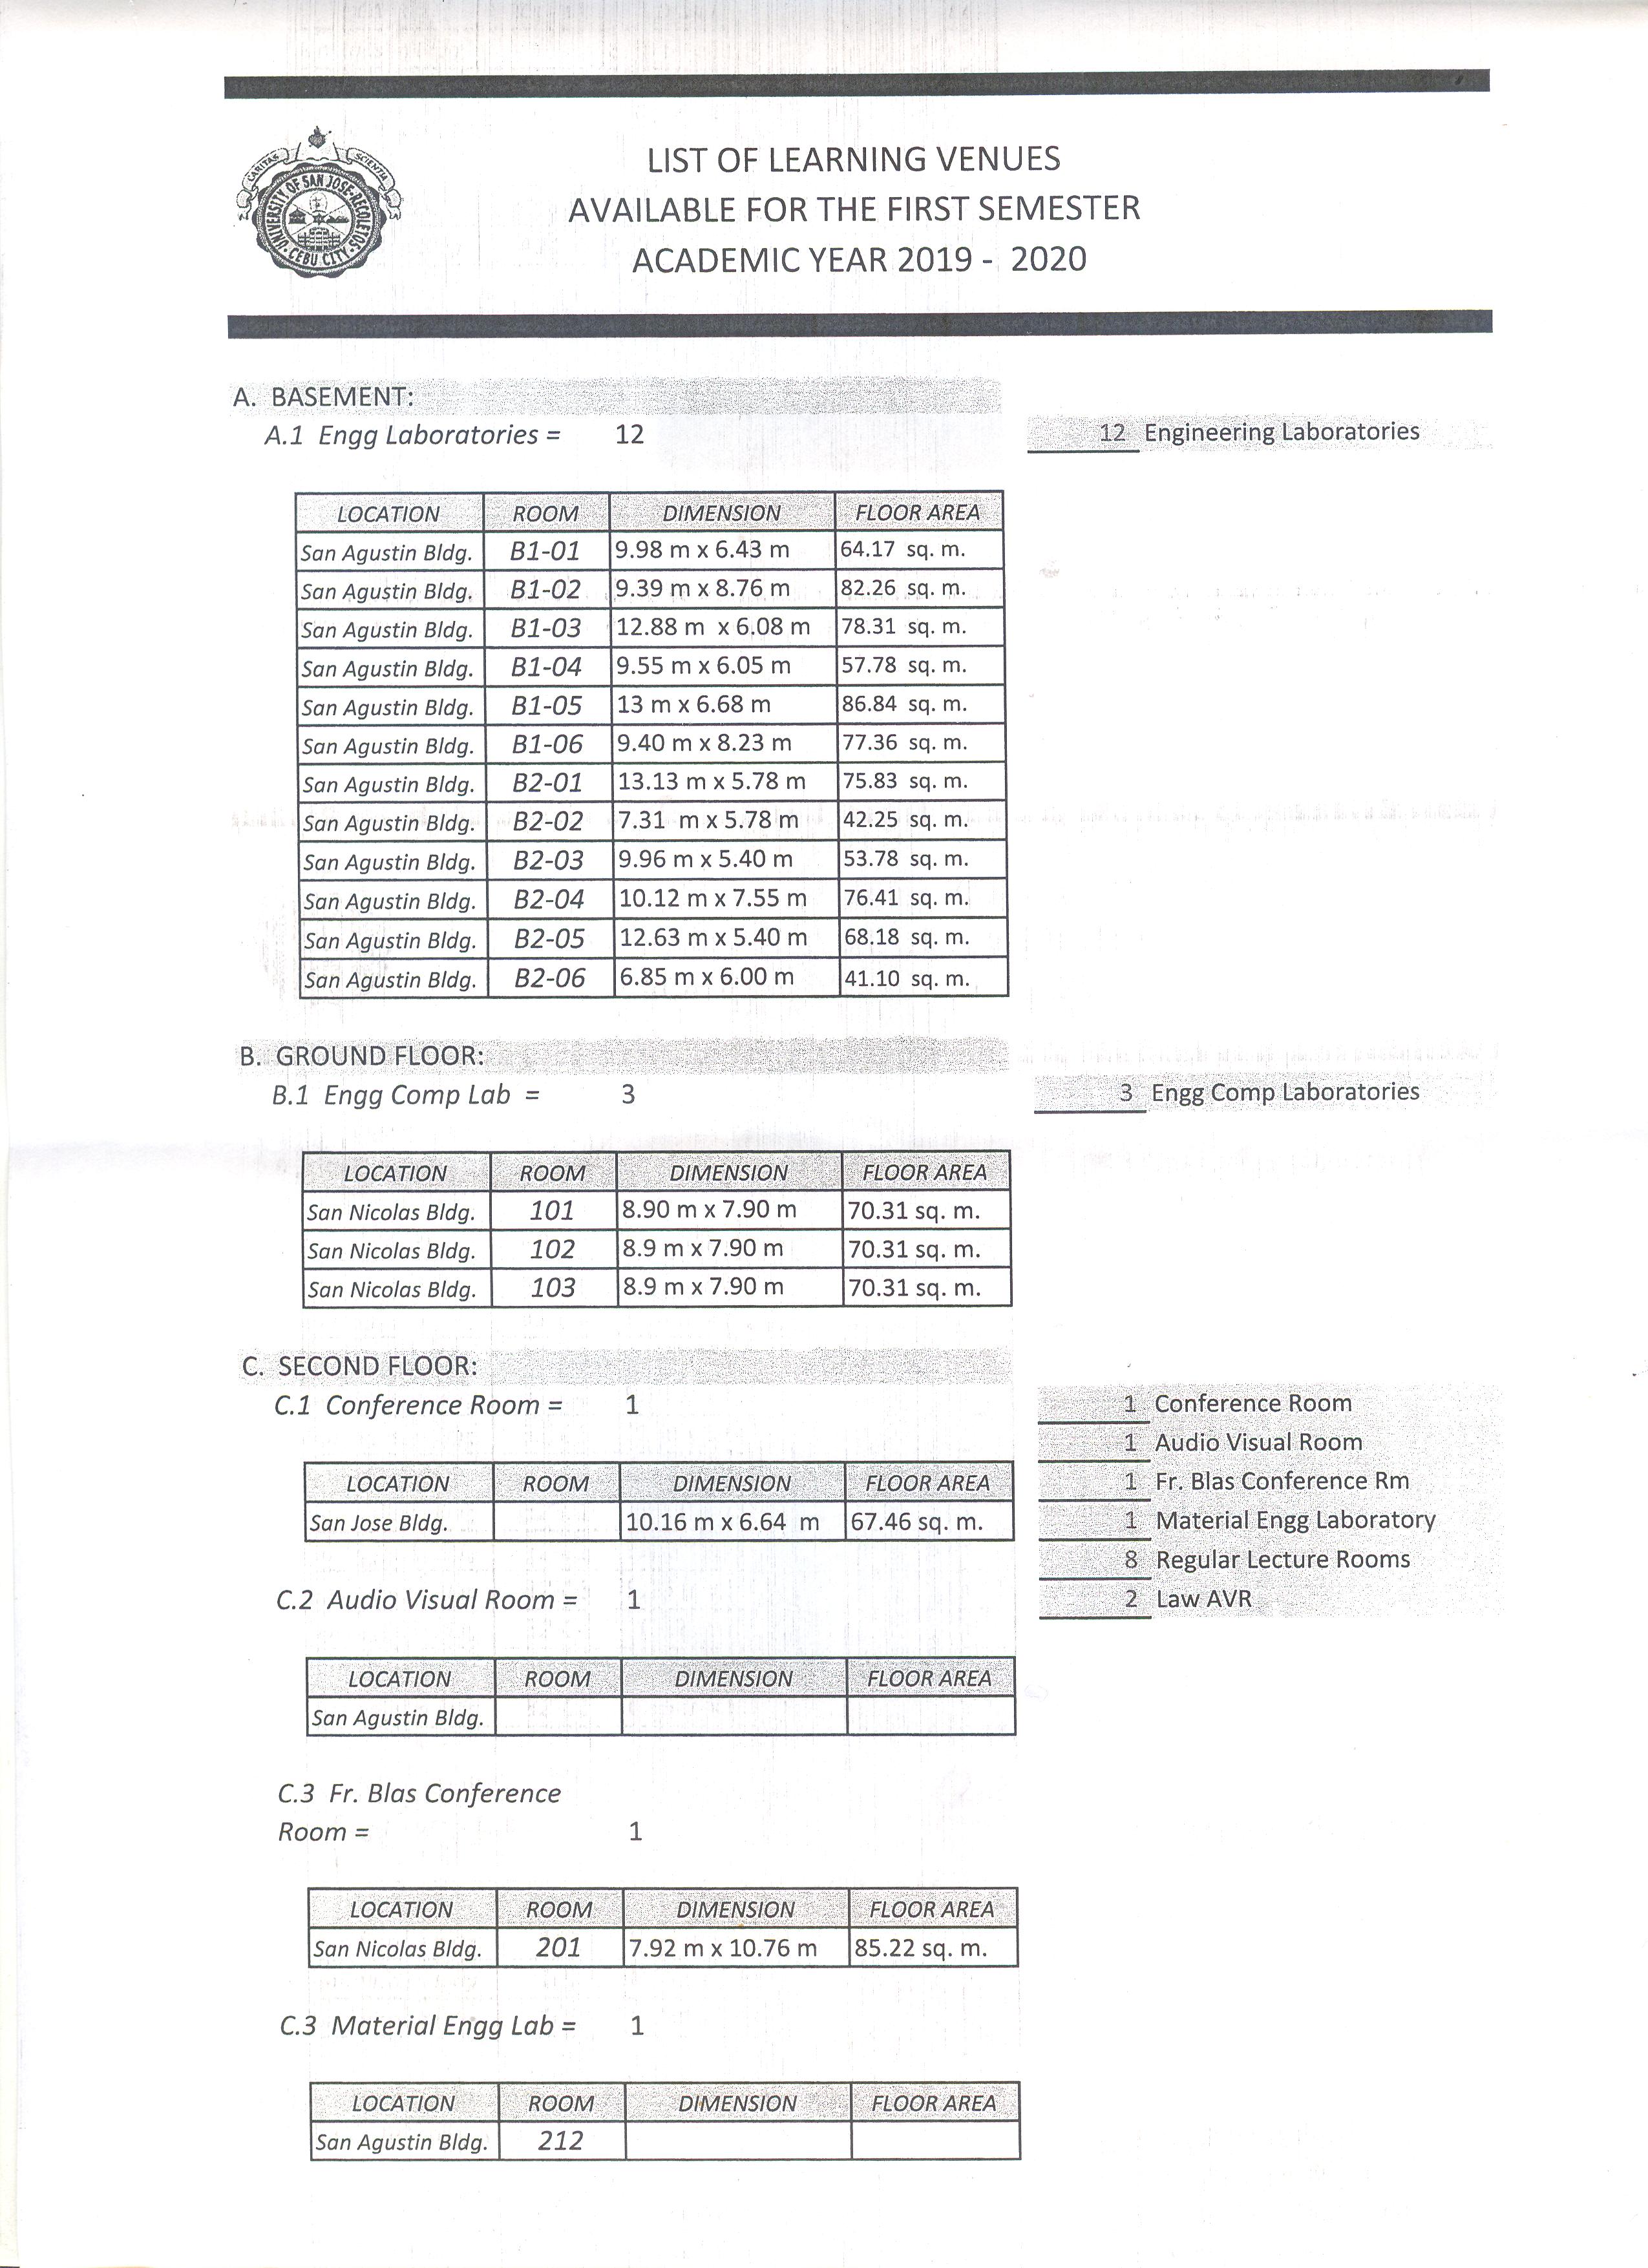 CARITAS SCIENTIA
UNIVERSITY OF SAN JOSE-RECOLETOS
CEBU CITY
LIST OF LEARNING VENUES
AVAILABLE FOR THE FIRST SEMESTER
ACADEMIC YEAR 2019 - 2020
A. BASEMENT:
A.1 Engg Laboratories = 12
12 Engineering Laboratories
LOCATION ROOM DIMENSION FLOOR AREA
San Agustin Bldg. B1-01 9.98 m x 6.43 m 64.17 sq. m.
San Agustin Bldg. B1-02 9.39 m x 8.76 m 82.26 sq. m.
San Agustin Bldg. B1-03 12.88 m x 6.08 m 78.31 sq. m.
San Agustin Bldg. B1-04 9.55 m x 6.05 m 57.78 sq. m.
San Agustin Bldg. B1-05 13 m x 6.68 m 86.84 sq. m.
San Agustin Bldg. B1-06 9.40 m x 8.23 m 77.36 sq. m.
San Agustin Bldg. B2-01 13.13 m x 5.78 m 75.83 sq. m.
San Agustin Bldg. B2-02 7.31 m x 5.78 m 42.25 sq. m.
San Agustin Bldg. B2-03 9.96 m x 5.40 m 53.78 sq. m.
San Agustin Bldg. B2-04 10.12 m x 7.55 m 76.41 sq. m.
San Agustin Bldg. B2-05 12.63 m x 5.40 m 68.18 sq. m.
San Agustin Bldg. B2-06 6.85 m x 6.00 m 41.10 sq. m.
B. GROUND FLOOR:
B.1 Engg Comp Lab = 3
3 Engg Comp Laboratories
LOCATION ROOM DIMENSION FLOOR AREA
San Nicolas Bldg. 101 8.90 m x 7.90 m 70.31 sq. m.
San Nicolas Bldg. 102 8.9 m x 7.90 m 70.31 sq. m.
San Nicolas Bldg. 103 8.9 m x 7.90 m 70.31 sq. m.
C. SECOND FLOOR:
C.1 Conference Room = 1
1 Conference Room
1 Audio Visual Room
1 Fr. Blas Conference Rm
1 Material Engg Laboratory
8 Regular Lecture Rooms
2 Law AVR
LOCATION ROOM DIMENSION FLOOR AREA
San Jose Bldg. 10.16 m x 6.64 m 67.46 sq. m.
C.2 Audio Visual Room = 1
LOCATION ROOM DIMENSION FLOOR AREA
San Agustin Bldg.
C.3 Fr. Blas Conference
Room = 1
LOCATION ROOM DIMENSION FLOOR AREA
San Nicolas Bldg. 201 7.92 m x 10.76 m 85.22 sq. m.
C.3 Material Engg Lab = 1
LOCATION ROOM DIMENSION FLOOR AREA
San Agustin Bldg. 212